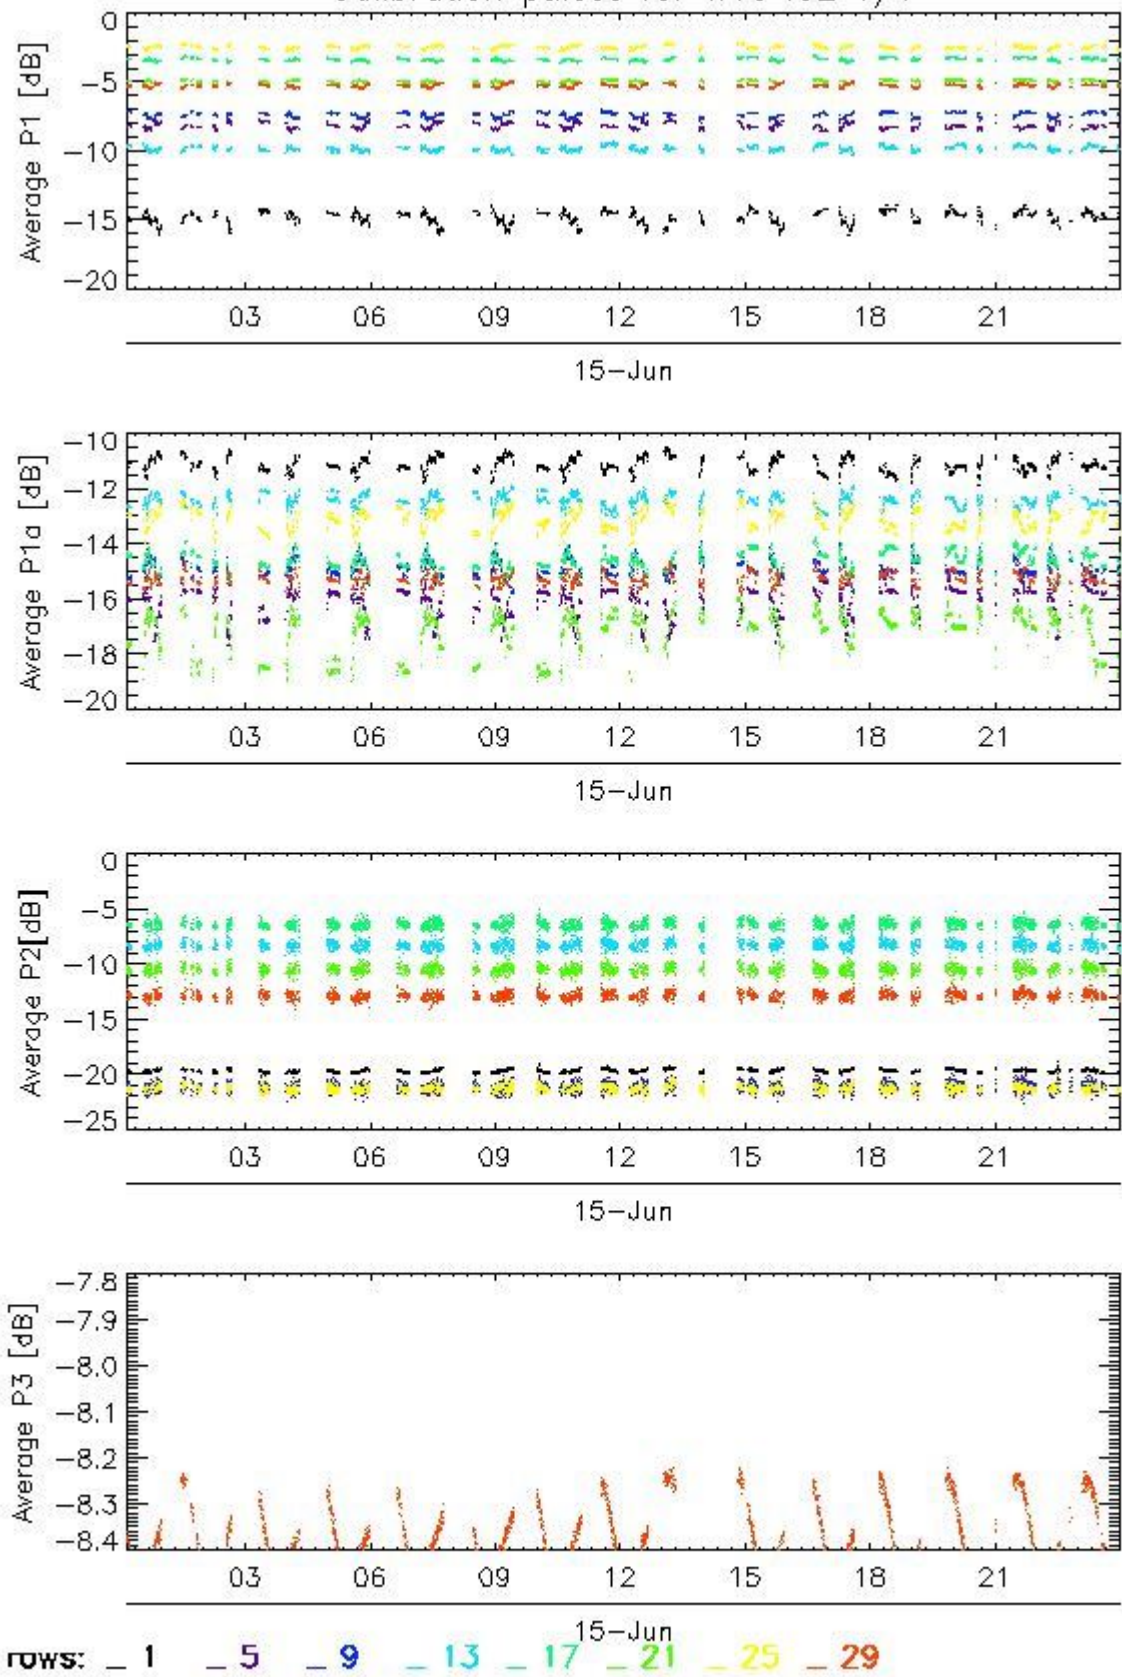 Average P1 [dB]
0
−5
−10
−15
−20
03 06 09 12 15 18 21
15−Jun
Average P1a [dB]
−10
−12
−14
−16
−18
−20
03 06 09 12 15 18 21
15−Jun
Average P2[dB]
0
−5
−10
−15
−20
−25
03 06 09 12 15 18 21
15−Jun
Average P3 [dB]
−7.8
−7.9
−8.0
−8.1
−8.2
−8.3
−8.4
03 06 09 12 15 18 21
15−Jun
rows: _ 1 _ 5 _ 9 _ 13 _ 17 _ 21 _ 25 _ 29